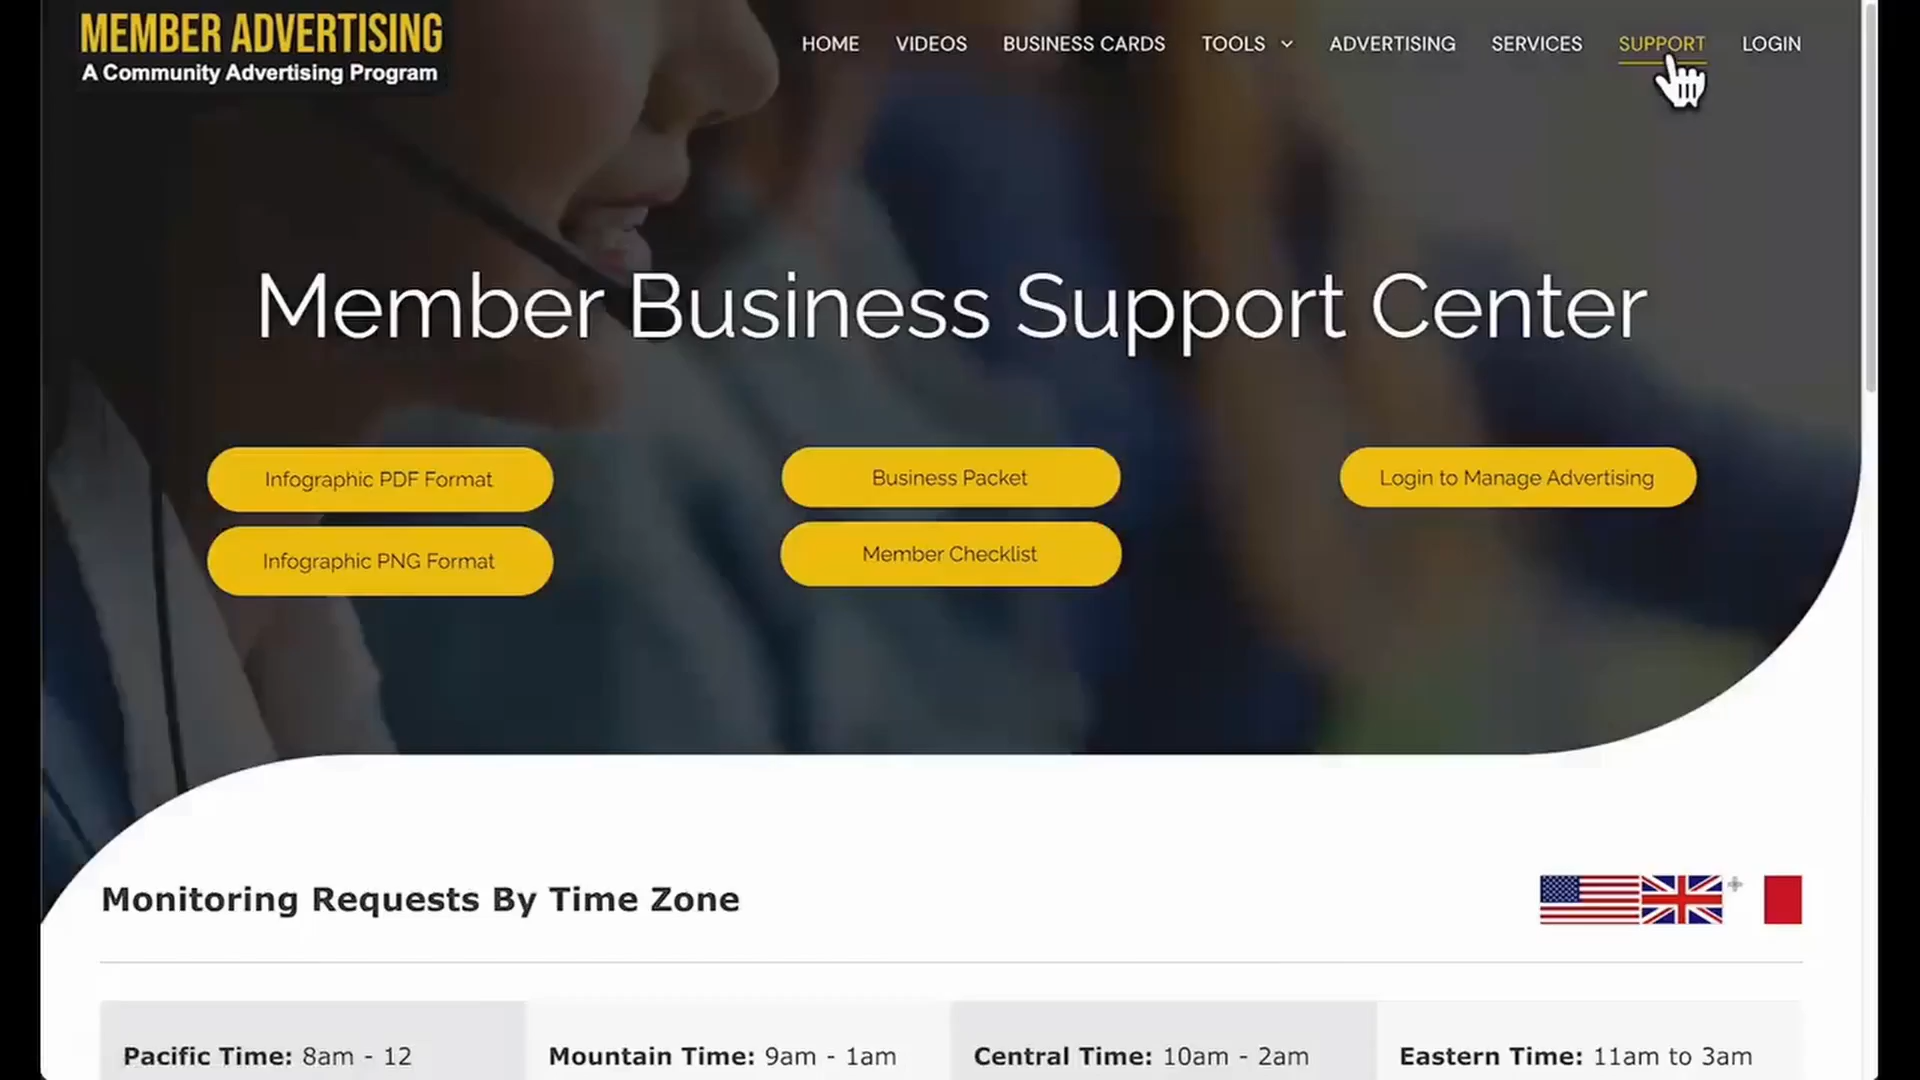 MEMBER ADVERTISING
A Community Advertising Program
HOME VIDEOS BUSINESS CARDS TOOLS ADVERTISING SERVICES SUPPORT LOGIN
Member Business Support Center
Infographic PDF Format
Business Packet
Login to Manage Advertising
Infographic PNG Format
Member Checklist
Monitoring Requests By Time Zone
Pacific Time: 8am - 12
Mountain Time: 9am - 1am
Central Time: 10am - 2am
Eastern Time: 11am to 3am